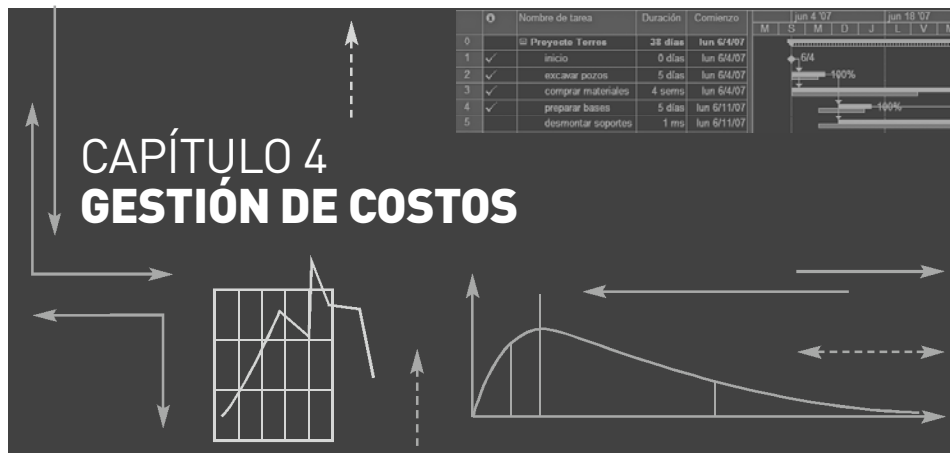 Nombre de tarea Duración Comienzo jun 4 '07 jun 18 '07
M S M D J L V M
0 Proyecto Terros 38 días lun 6/4/07
1 inicio 0 días lun 6/4/07 6/4
2 excavar pozos 5 días lun 6/4/07 100%
3 comprar materiales 4 sems lun 6/4/07
4 preparar bases 5 días lun 6/11/07 100%
5 desmontar soportes 1 ms lun 6/11/07
CAPÍTULO 4
GESTIÓN DE COSTOS